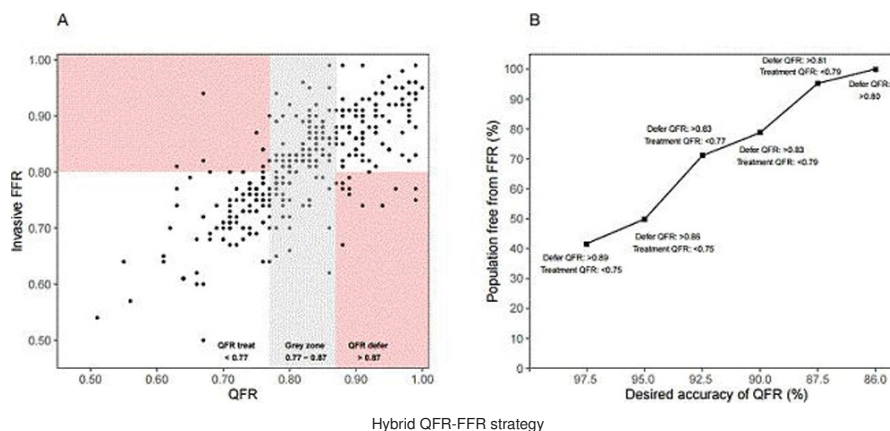 A
B
1.00
0.90
0.80
0.70
0.60
0.50
Invasive FFR
QFR treat
< 0.77
Grey zone
0.77 – 0.87
QFR defer
> 0.87
0.50
0.60
0.70
0.80
0.90
1.00
QFR
100
90
80
70
60
50
40
30
20
10
0
Population free from FFR (%)
Defer QFR: >0.81
Treatment QFR: <0.79
Defer QFR:
>0.80
Defer QFR: >0.83
Treatment QFR: <0.77
Defer QFR: >0.83
Treatment QFR: <0.79
Defer QFR: >0.86
Treatment QFR: <0.75
Defer QFR: >0.89
Treatment QFR: <0.75
97.5
95.0
92.5
90.0
87.5
86.0
Desired accuracy of QFR (%)
Hybrid QFR-FFR strategy